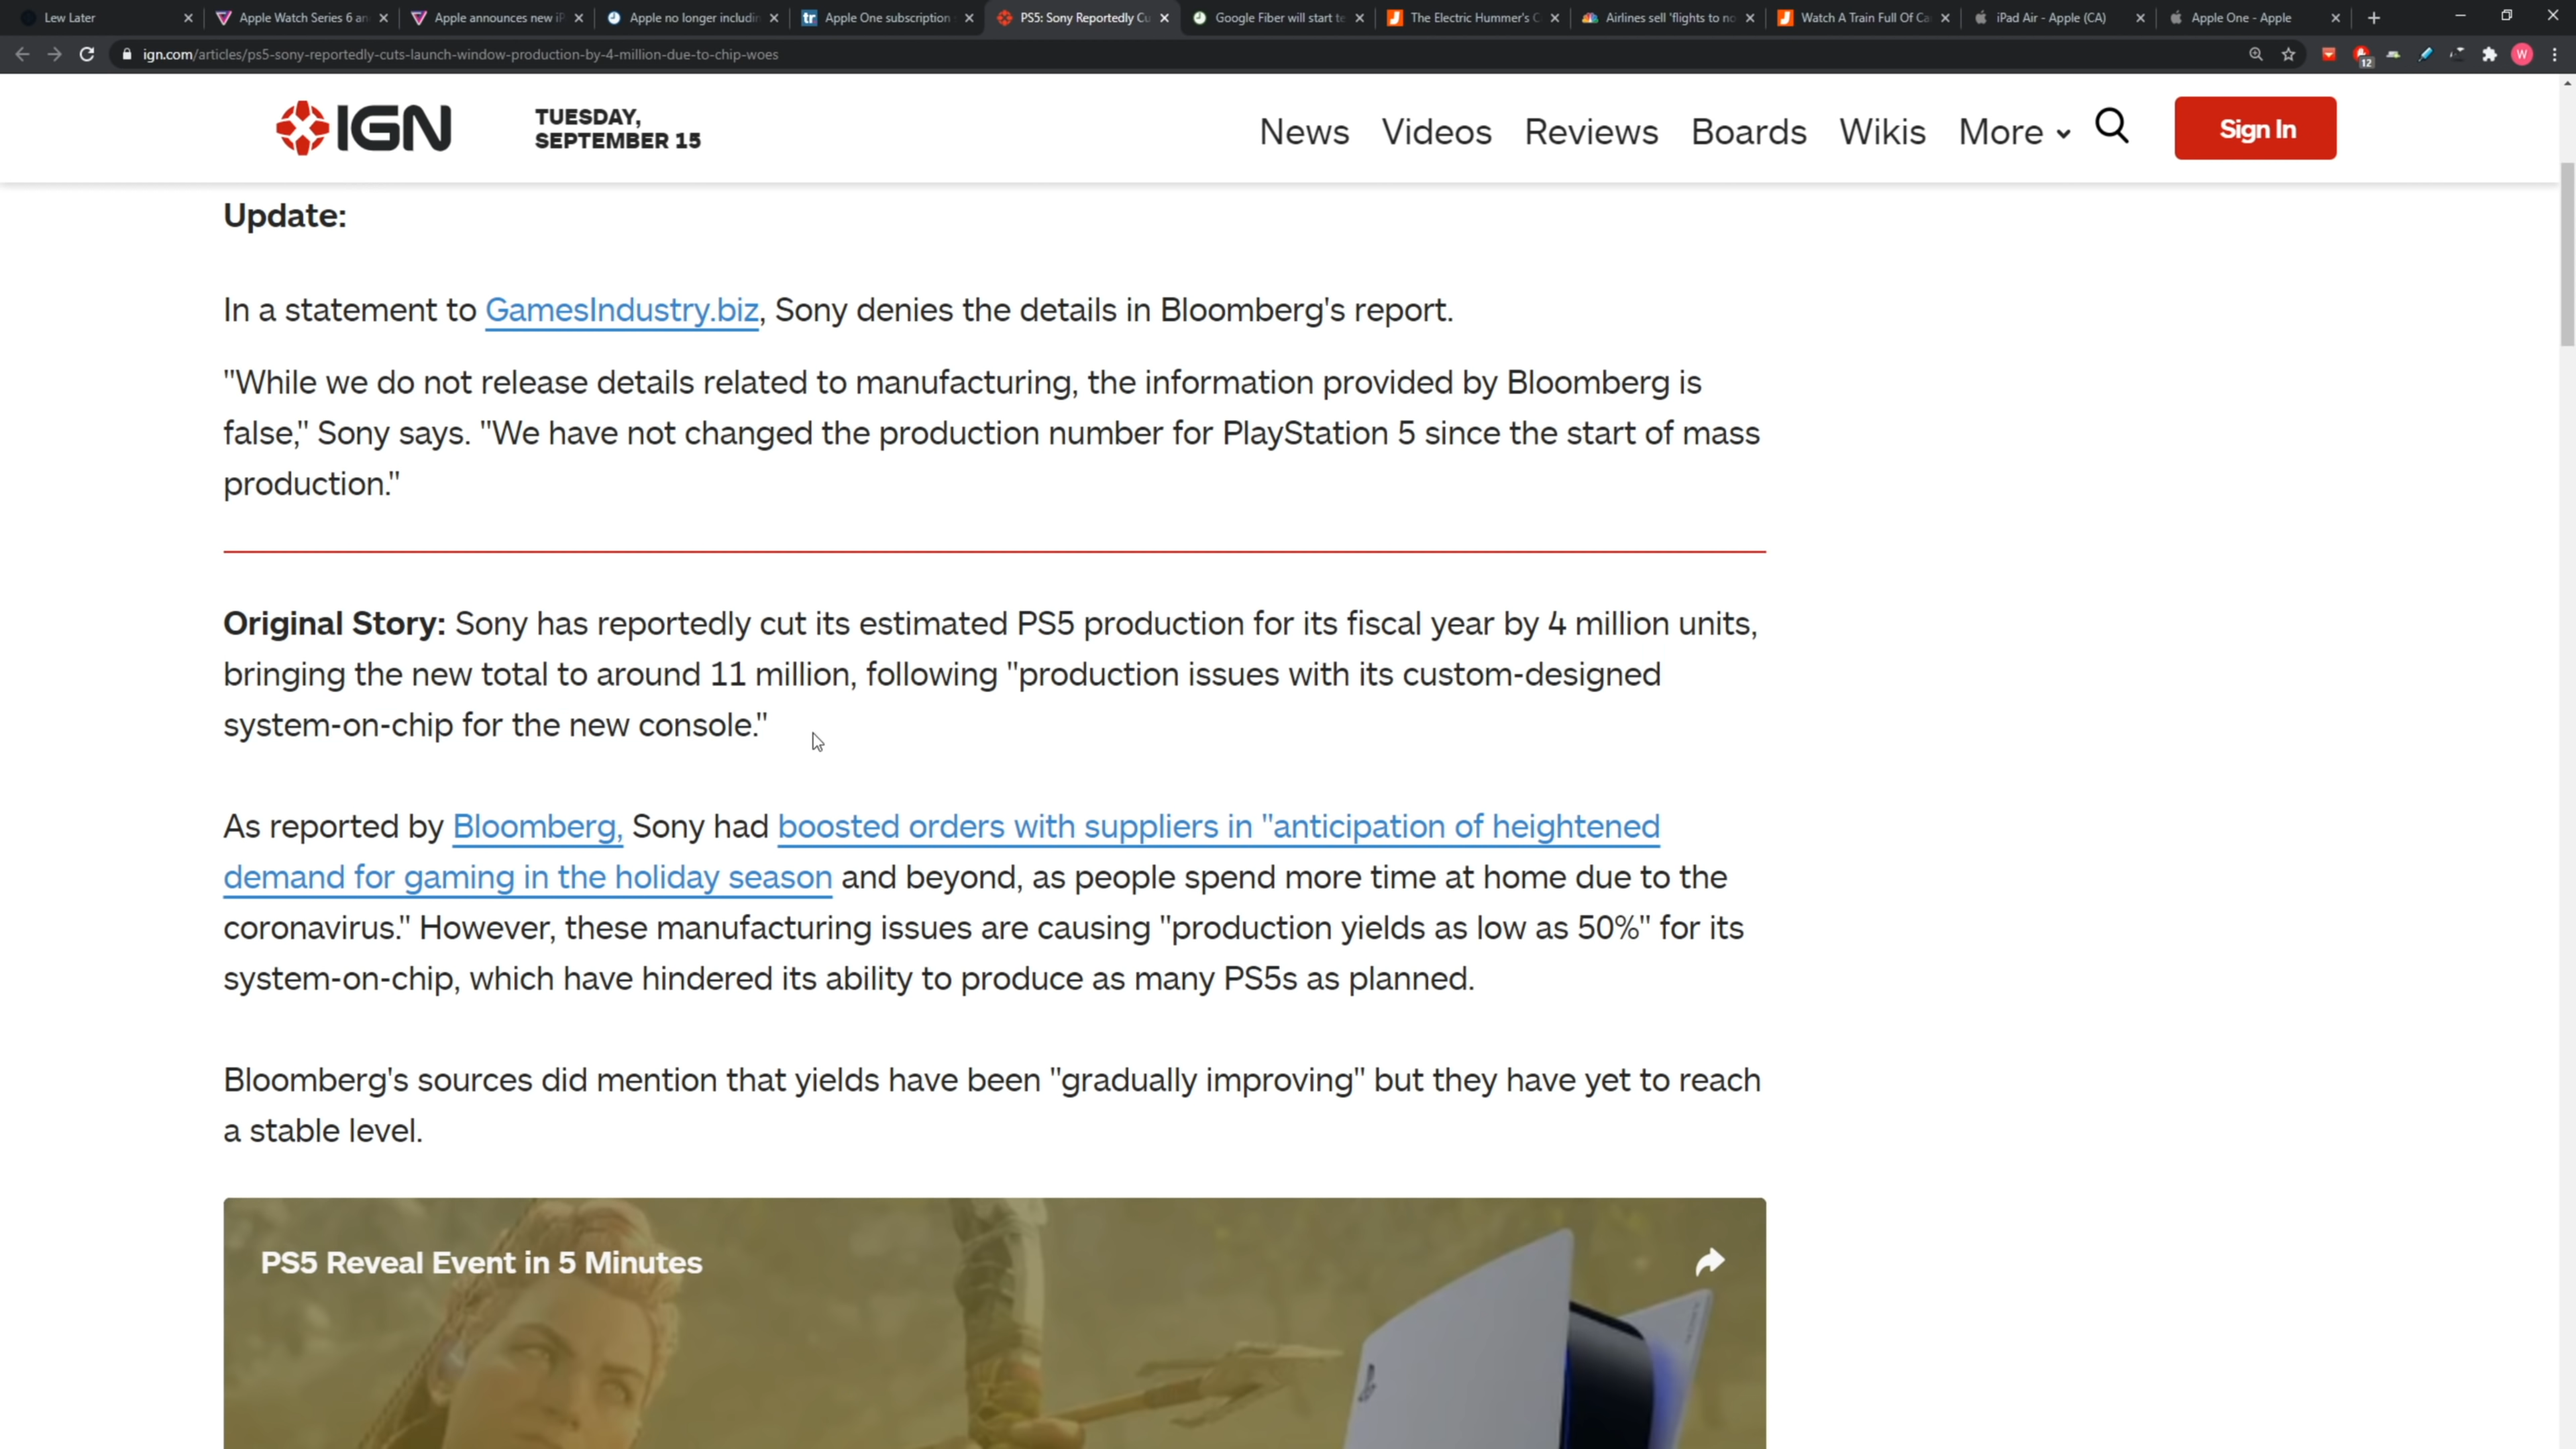 Lew Later
Apple Watch Series 6 an
Apple announces new iP
Apple no longer includin
Apple One subscription
PS5: Sony Reportedly Cu
Google Fiber will start te
The Electric Hummer's C
Airlines sell 'flights to no
Watch A Train Full Of Ca
iPad Air - Apple (CA)
Apple One - Apple
ign.com/articles/ps5-sony-reportedly-cuts-launch-window-production-by-4-million-due-to-chip-woes
12
W
IGN
TUESDAY,
SEPTEMBER 15
News Videos Reviews Boards Wikis More
Sign In
Update:
In a statement to GamesIndustry.biz, Sony denies the details in Bloomberg's report.
"While we do not release details related to manufacturing, the information provided by Bloomberg is
false," Sony says. "We have not changed the production number for PlayStation 5 since the start of mass
production."
Original Story: Sony has reportedly cut its estimated PS5 production for its fiscal year by 4 million units,
bringing the new total to around 11 million, following "production issues with its custom-designed
system-on-chip for the new console."
As reported by Bloomberg, Sony had boosted orders with suppliers in "anticipation of heightened
demand for gaming in the holiday season and beyond, as people spend more time at home due to the
coronavirus." However, these manufacturing issues are causing "production yields as low as 50%" for its
system-on-chip, which have hindered its ability to produce as many PS5s as planned.
Bloomberg's sources did mention that yields have been "gradually improving" but they have yet to reach
a stable level.
PS5 Reveal Event in 5 Minutes